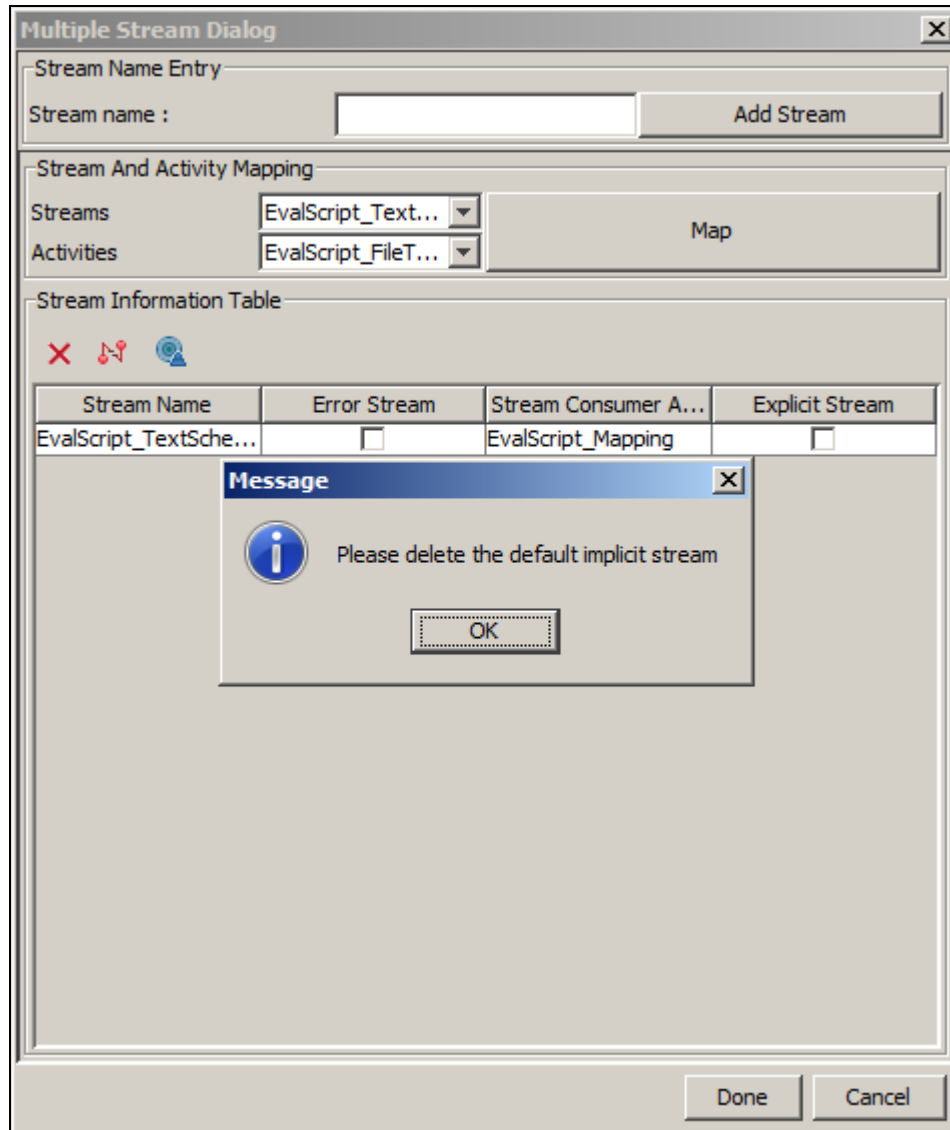 Multiple Stream Dialog
Stream Name Entry
Stream name :
Add Stream
Stream And Activity Mapping
Streams
EvalScript_Text...
Map
Activities
EvalScript_FileT...
Stream Information Table
Stream Name Error Stream Stream Consumer A... Explicit Stream
EvalScript_TextSche... EvalScript_Mapping
Message
Please delete the default implicit stream
OK
Done Cancel